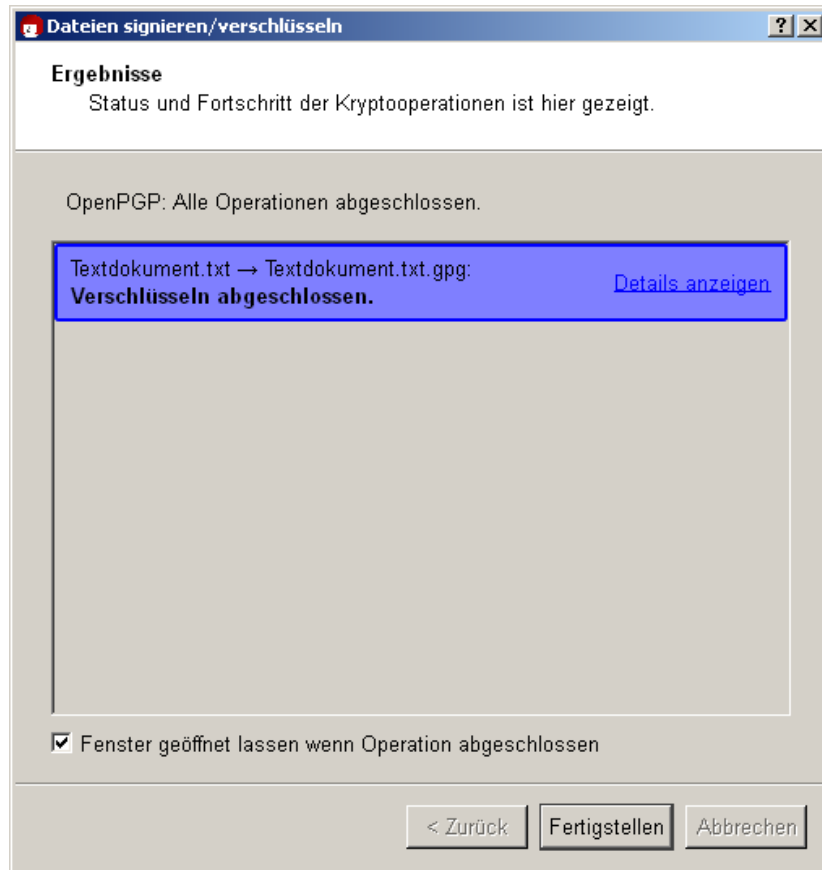 Dateien signieren/verschlüsseln
Ergebnisse
Status und Fortschritt der Kryptooperationen ist hier gezeigt.
OpenPGP: Alle Operationen abgeschlossen.
Textdokument.txt → Textdokument.txt.gpg:
Verschlüsseln abgeschlossen.
Details anzeigen
Fenster geöffnet lassen wenn Operation abgeschlossen
< Zurück
Fertigstellen
Abbrechen